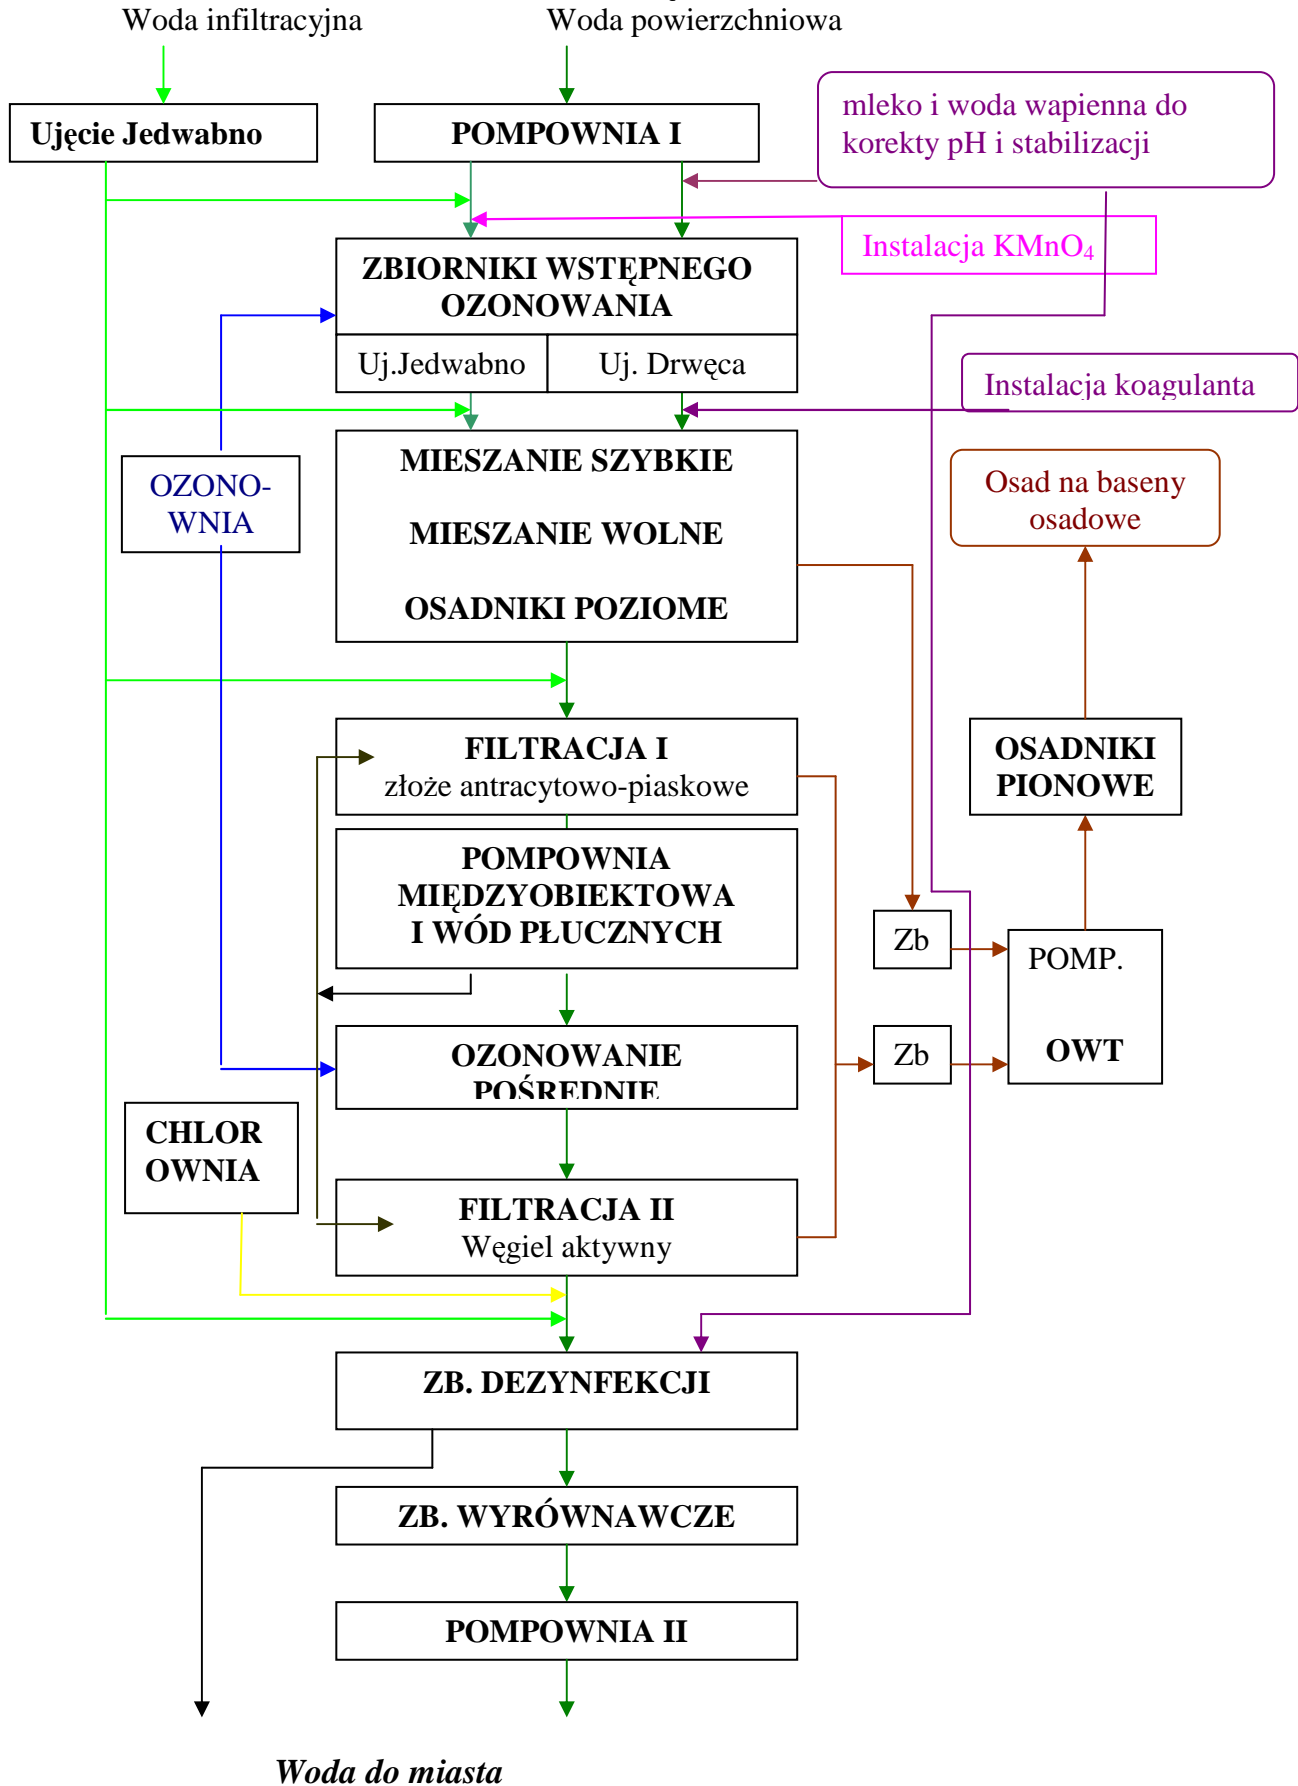 Woda infiltracyjna
Woda powierzchniowa
Ujęcie Jedwabno
POMPOWNIA I
mleko i woda wapienna do
korekty pH i stabilizacji
Instalacja KMnO₄
ZBIORNIKI WSTĘPNEGO
OZONOWANIA
Uj.Jedwabno
Uj. Drwęca
Instalacja koagulanta
MIESZANIE SZYBKIE
MIESZANIE WOLNE
OSADNIKI POZIOME
OZONO-
WNIA
Osad na baseny
osadowe
FILTRACJA I
złoże antracytowo-piaskowe
OSADNIKI
PIONOWE
POMPOWNIA
MIĘDZYOBIEKTOWA
I WÓD PŁUCZNYCH
Zb
POMP.
OWT
Zb
OZONOWANIE
POŚREDNIE
CHLOR
OWNIA
FILTRACJA II
Węgiel aktywny
ZB. DEZYNFEKCJI
ZB. WYRÓWNAWCZE
POMPOWNIA II
Woda do miasta